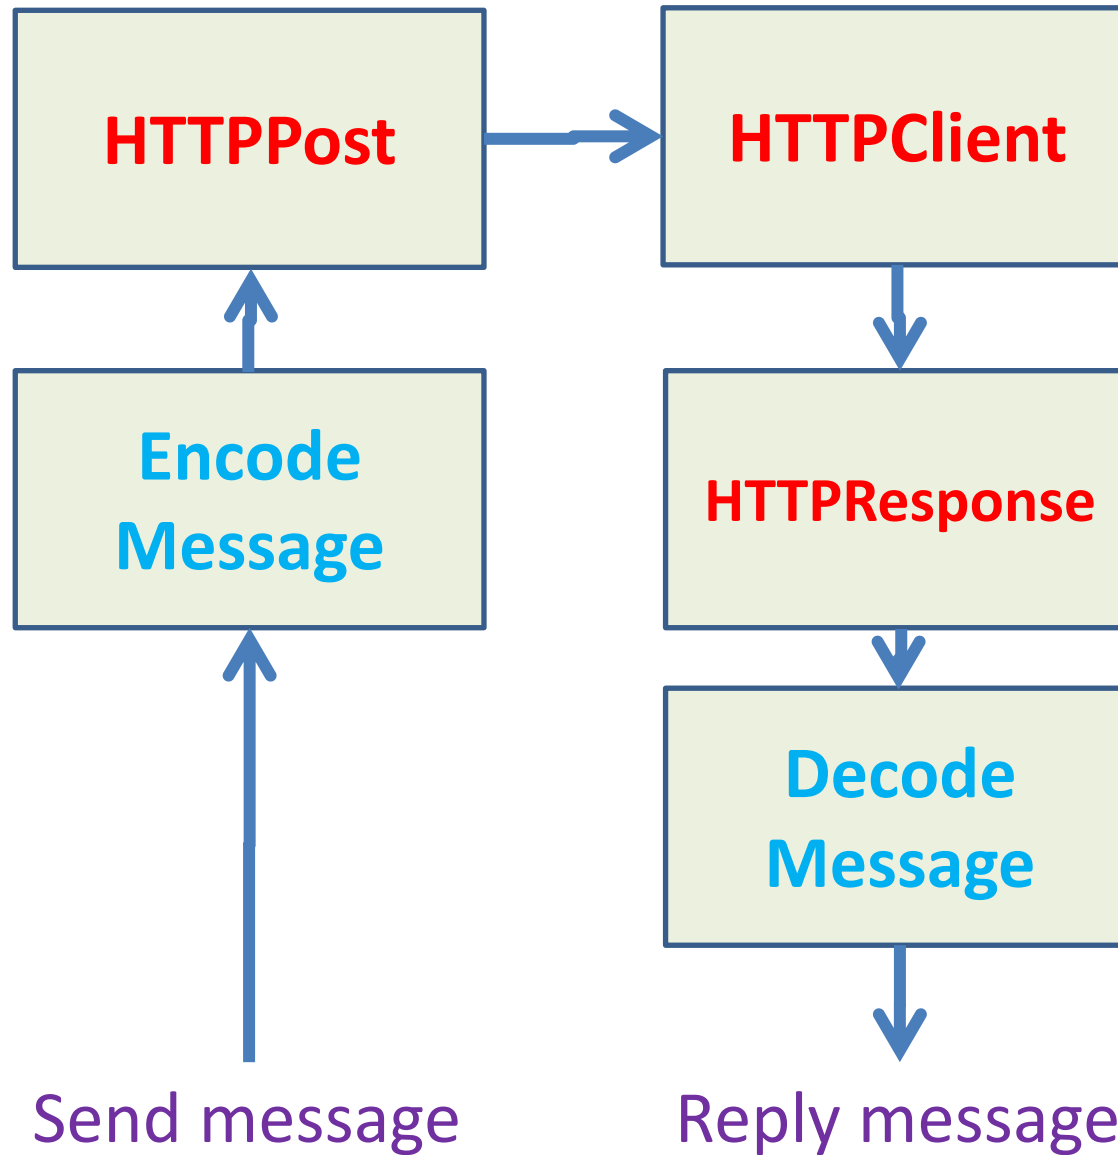 HTTPPost
HTTPClient
Encode
Message
HTTPResponse
Decode
Message
Send message
Reply message